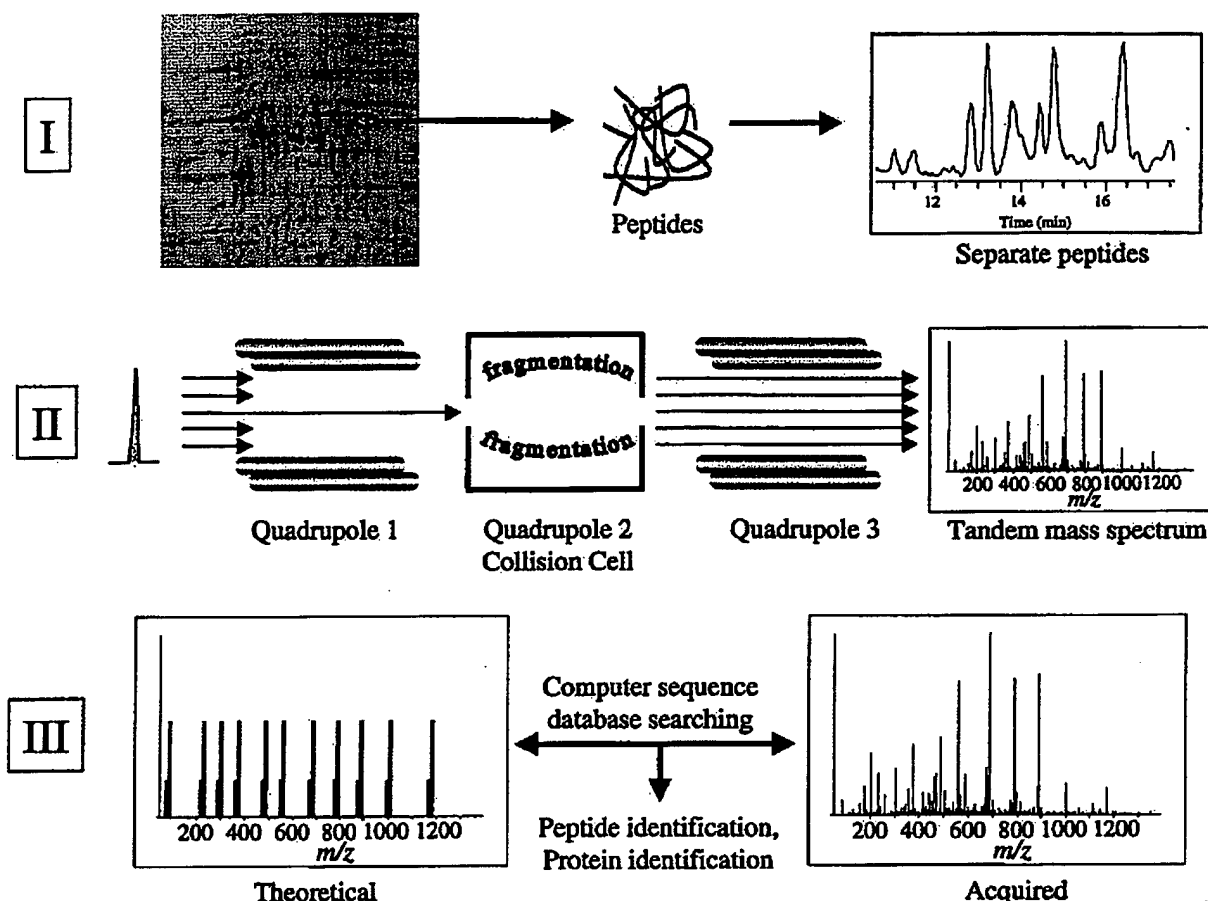 I
Peptides
12 14 16
Time (min)
Separate peptides
II
fragmentation
fragmentation
200 400 600 800 1000 1200
m/z
Quadrupole 1
Quadrupole 2
Collision Cell
Quadrupole 3
Tandem mass spectrum
III
Computer sequence
database searching
Peptide identification,
Protein identification
200 400 600 800 1000 1200
m/z
Theoretical
200 400 600 800 1000 1200
m/z
Acquired